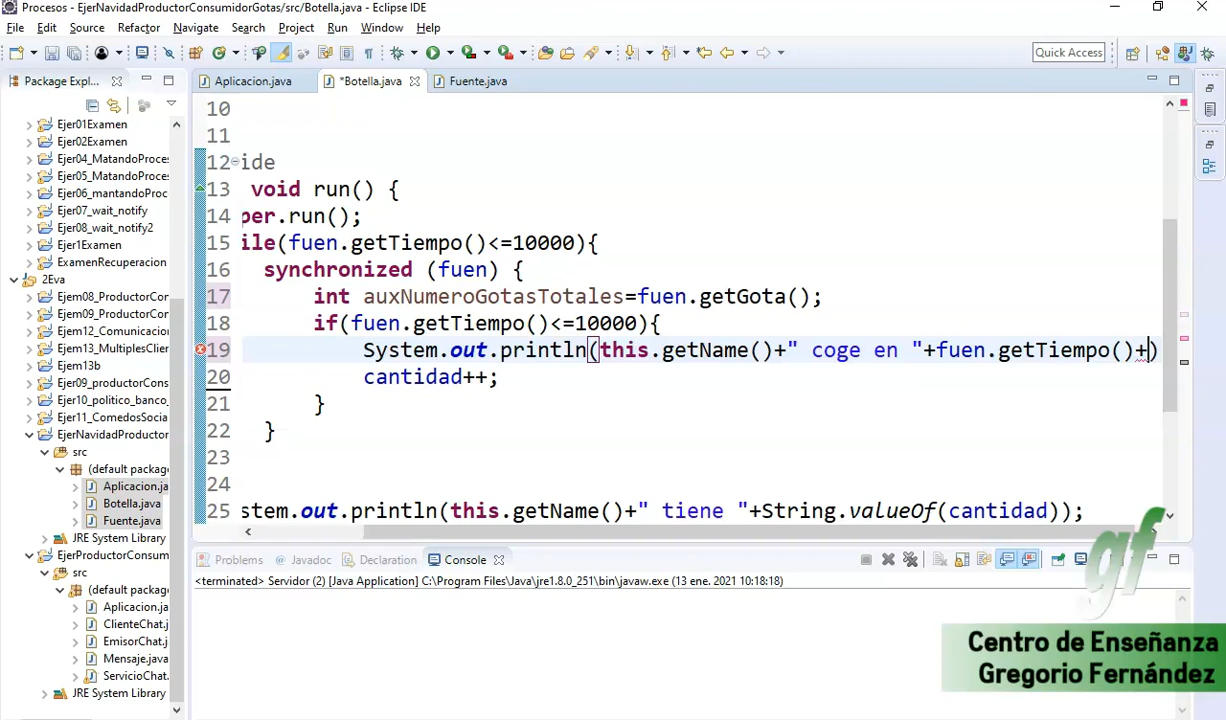 Procesos - EjerNavidadProductorConsumidorGotas/src/Botella.java - Eclipse IDE
File Edit Source Refactor Navigate Search Project Run Window Help
Quick Access
Package Expl...
Aplicacion.java
*Botella.java
Fuente.java
Ejer01Examen
Ejer02Examen
Ejer04_MatandoProce
Ejer05_MatandoProce
Ejer06_mantandoProc
Ejer07_wait_notify
Ejer08_wait_notify2
Ejer1Examen
ExamenRecuperacion
2Eva
Ejem08_ProductorCor
Ejem09_ProductorCor
Ejem12_Comunicacio
Ejem13_MultiplesClier
Ejem13b
Ejer09_productorCons
Ejer10_politico_banco_
Ejer11_ComedosSocia
EjerNavidadProductor
src
(default package
Aplicacion.ja
Botella.java
Fuente.java
JRE System Library
EjerProductorConsum
src
(default package
Aplicacion.ja
ClienteChat.j
EmisorChat.j
Mensaje.java
ServicioChat.
JRE System Library
10
11
12 ide
13 void run() {
14 per.run();
15 ile(fuen.getTiempo()<=10000){
16 synchronized (fuen) {
17 int auxNumeroGotasTotales=fuen.getGota();
18 if(fuen.getTiempo()<=10000){
19 System.out.println(this.getName()+" coge en "+fuen.getTiempo()+)
20 cantidad++;
21 }
22 }
23
24
25 stem.out.println(this.getName()+" tiene "+String.valueOf(cantidad));
Problems Javadoc Declaration Console
<terminated> Servidor (2) [Java Application] C:\Program Files\Java\jre1.8.0_251\bin\javaw.exe (13 ene. 2021 10:18:18)
gf
Centro de Enseñanza
Gregorio Fernández